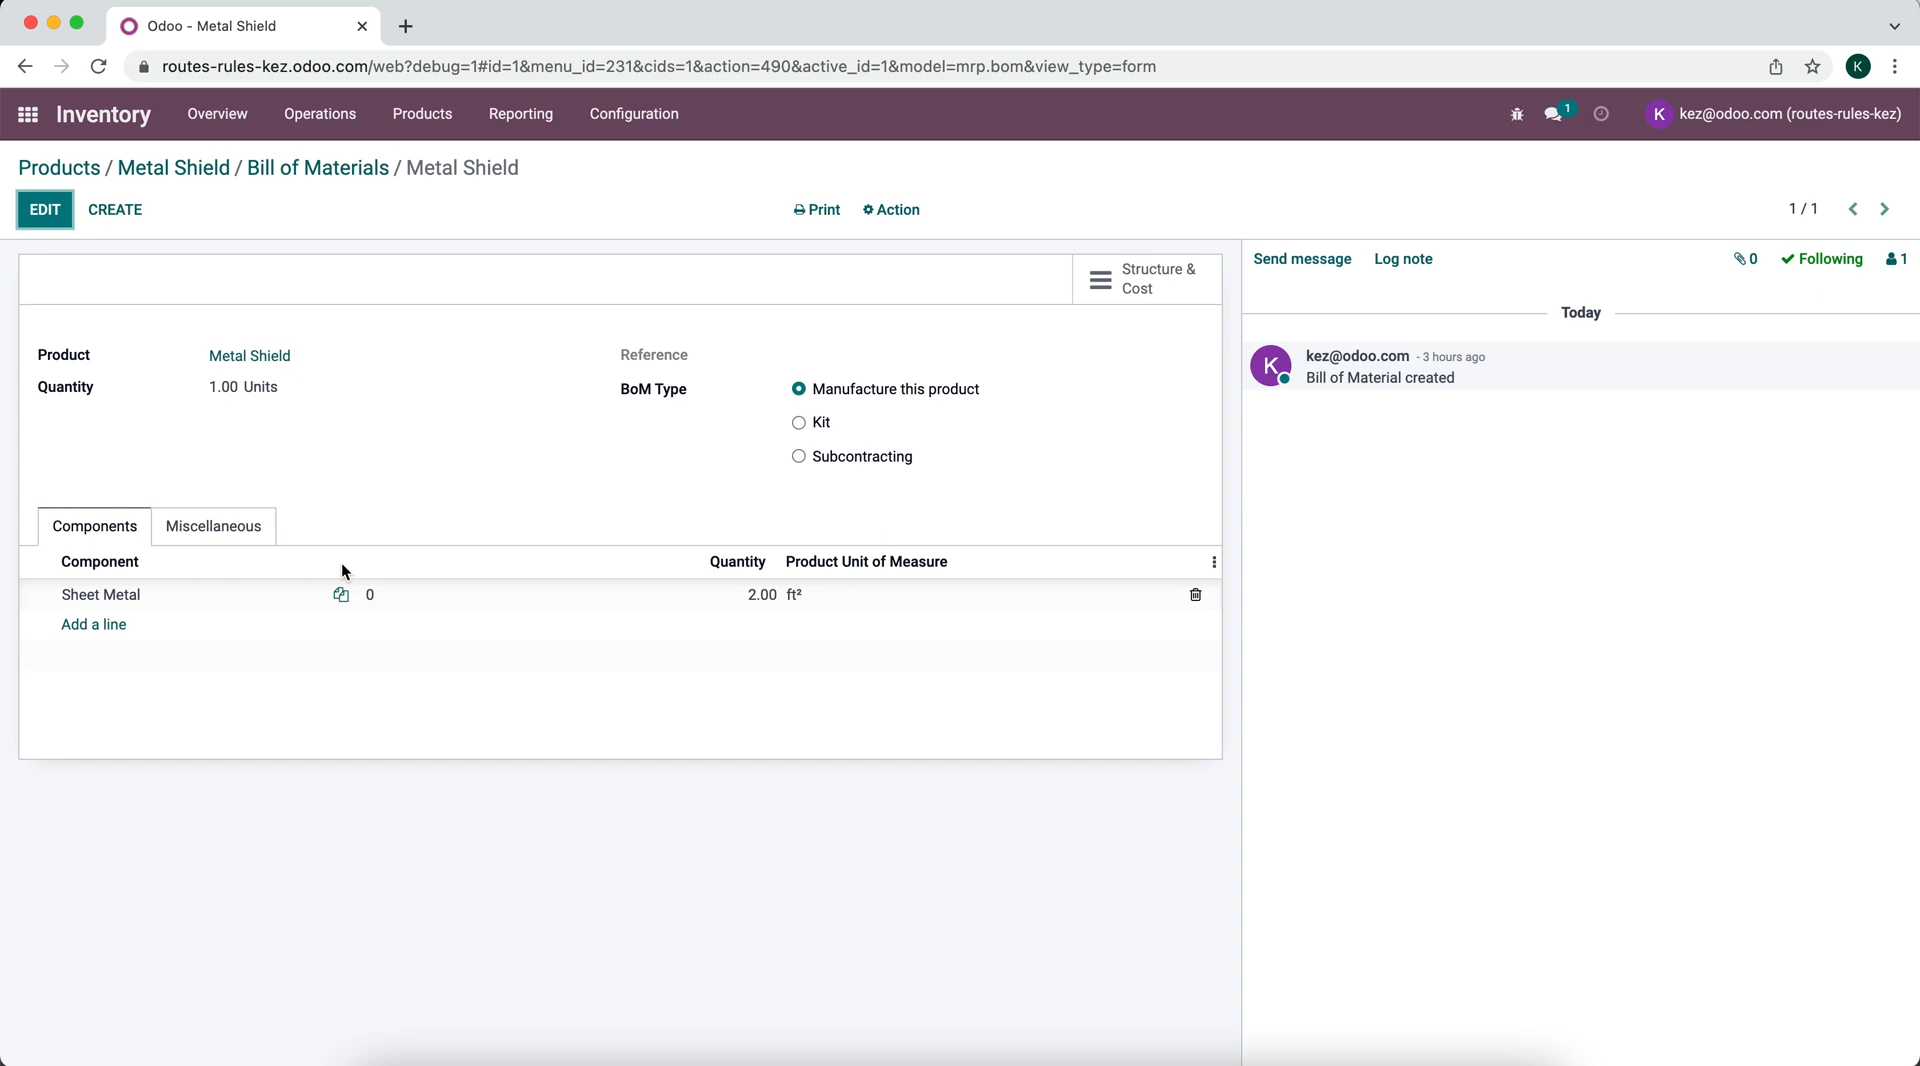 Odoo - Metal Shield
routes-rules-kez.odoo.com/web?debug=1#id=1&menu_id=231&cids=1&action=490&active_id=1&model=mrp.bom&view_type=form
K
Inventory Overview Operations Products Reporting Configuration
1
K kez@odoo.com (routes-rules-kez)
Products / Metal Shield / Bill of Materials / Metal Shield
EDIT CREATE Print Action 1 / 1
Structure &
Cost
Product Metal Shield
Quantity 1.00 Units
Reference
BoM Type Manufacture this product
Kit
Subcontracting
Components Miscellaneous
Component Quantity Product Unit of Measure
Sheet Metal 0 2.00 ft²
Add a line
Send message Log note 0 Following 1
Today
K
kez@odoo.com - 3 hours ago
Bill of Material created